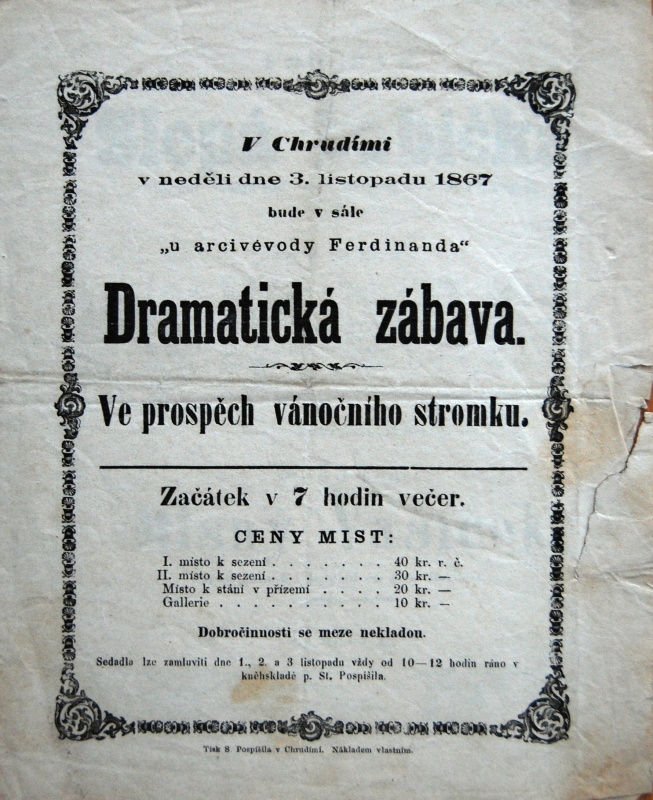 V Chrudími
v neděli dne 3. listopadu 1867
bude v sále
„u arcivévody Ferdinanda“
Dramatická zábava.
Ve prospěch vánočního stromku.
Začátek v 7 hodin večer.
CENY MIST:
I. místo k sezení . . . . . . . 40 kr. r. č.
II. místo k sezení . . . . . . . 30 kr. —
Místo k stání v přízemí . . . . 20 kr. —
Gallerie . . . . . . . . . . 10 kr. —
Dobročinnosti se meze nekladou.
Sedadla lze zamluviti dne 1., 2. a 3 listopadu vždy od 10—12 hodin ráno v
kněhskladě p. St. Pospíšila.
Tisk S Pospíšila v Chrudími. Nákladem vlastním.